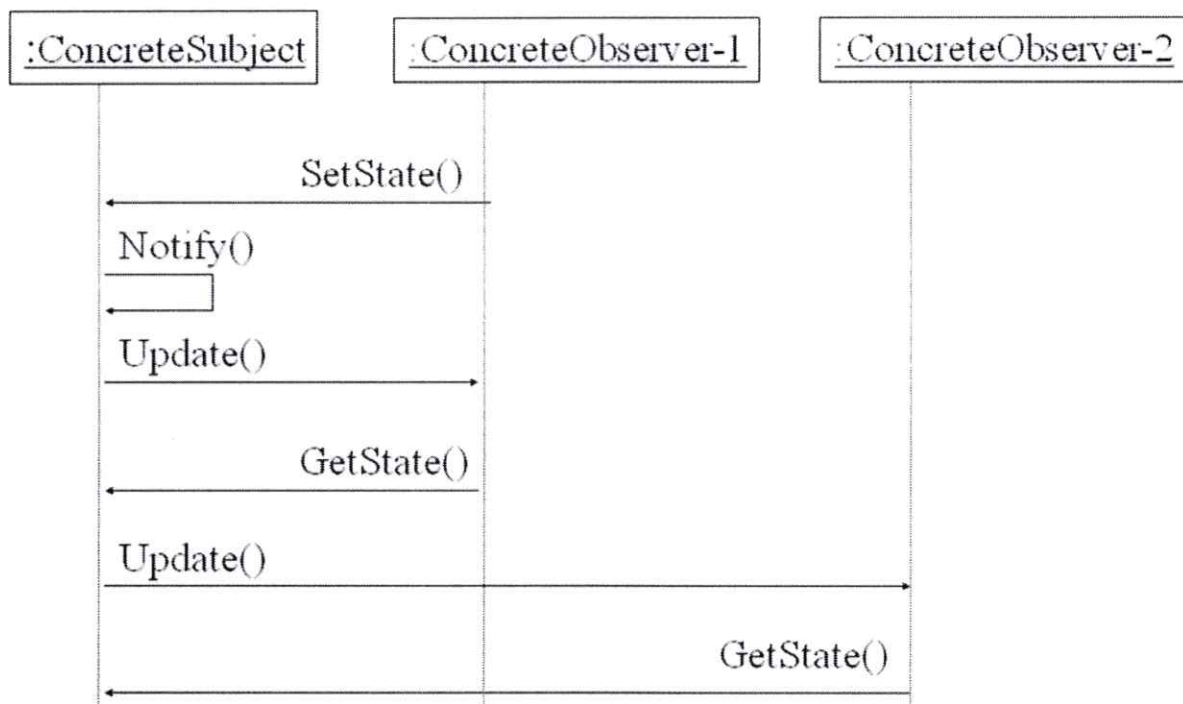 :ConcreteSubject
:ConcreteObserver-1
:ConcreteObserver-2
SetState()
Notify()
Update()
GetState()
Update()
GetState()